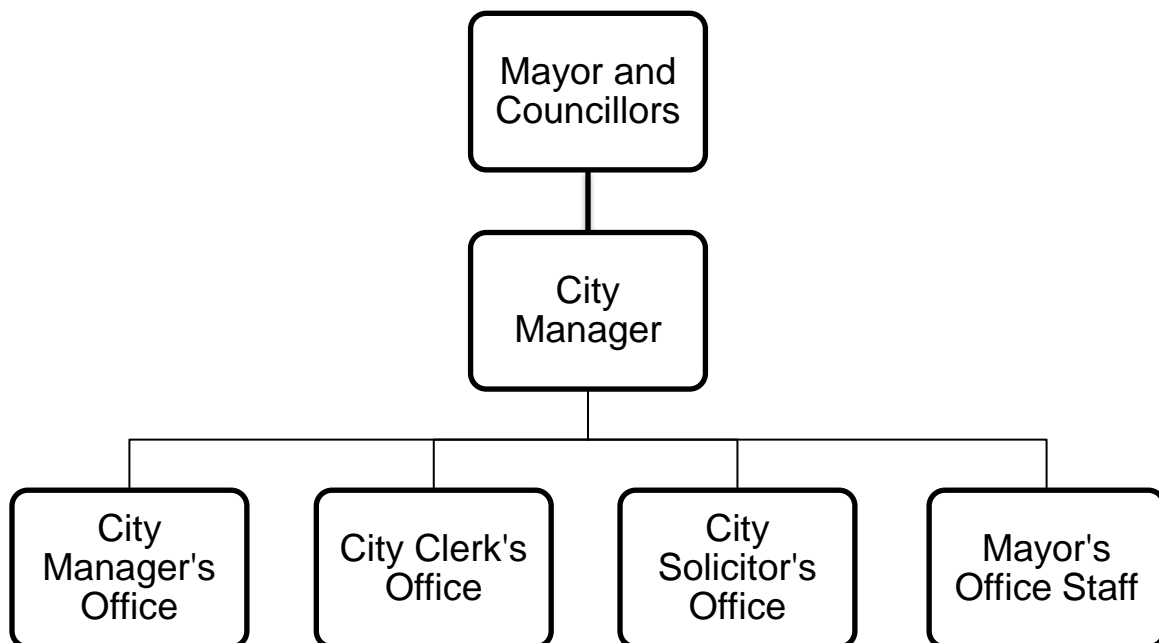 Mayor and
Councillors
City
Manager
City
Manager's
Office
City Clerk's
Office
City
Solicitor's
Office
Mayor's
Office Staff